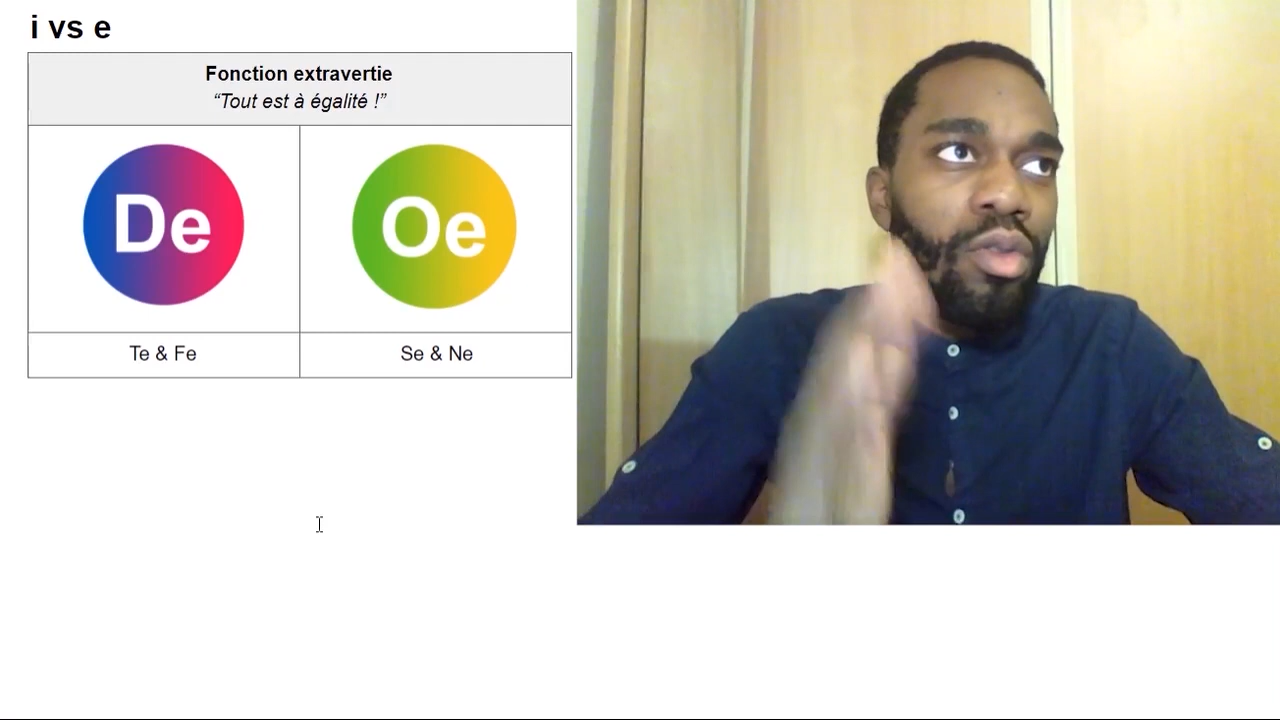 i vs e
Fonction extravertie
“Tout est à égalité !”
De
Oe
Te & Fe
Se & Ne